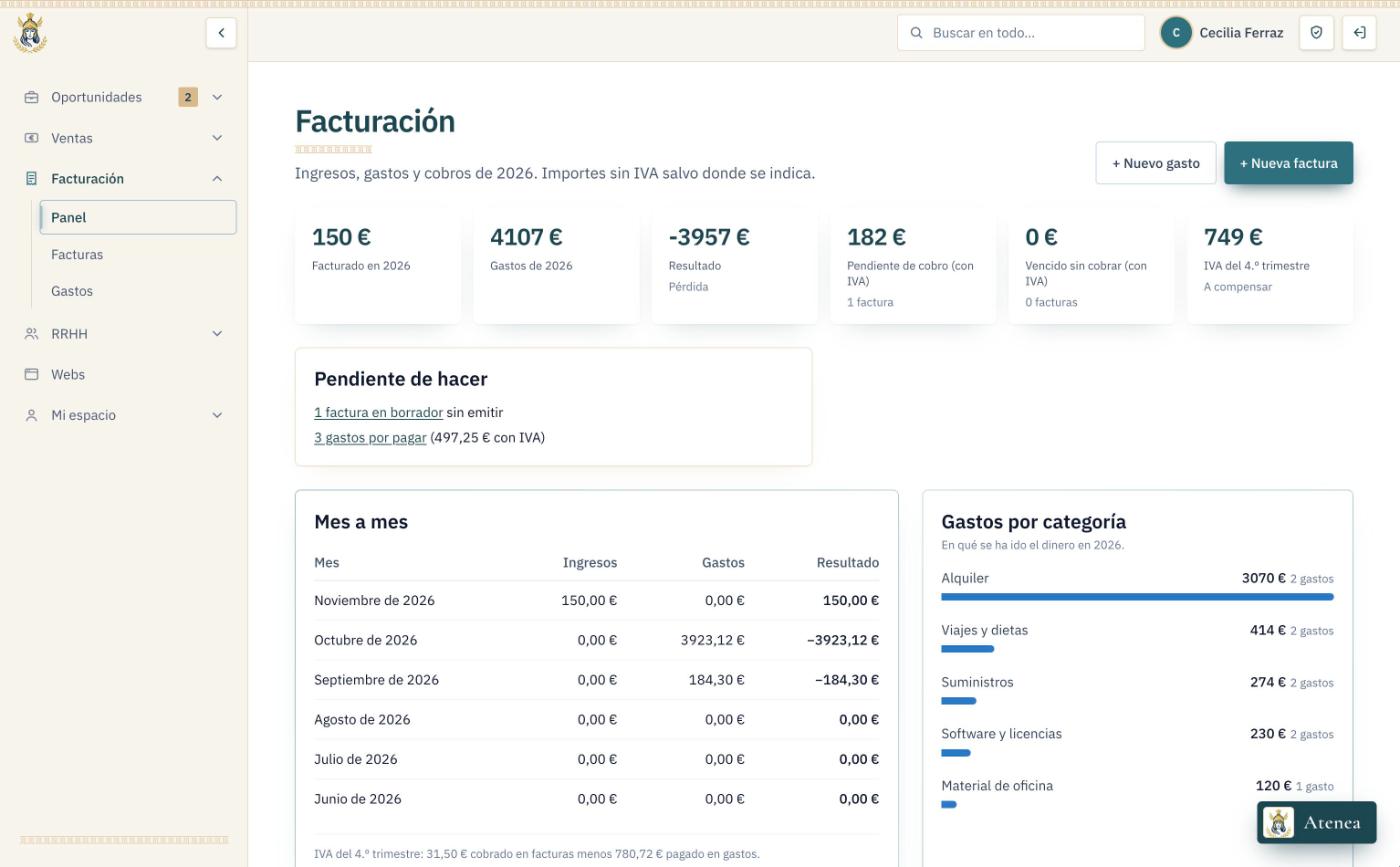 Buscar en todo...
C
Cecilia Ferraz
Oportunidades
2
Ventas
Facturación
Panel
Facturas
Gastos
RRHH
Webs
Mi espacio
Facturación
Ingresos, gastos y cobros de 2026. Importes sin IVA salvo donde se indica.
+ Nuevo gasto
+ Nueva factura
150 €
Facturado en 2026
4107 €
Gastos de 2026
-3957 €
Resultado
Pérdida
182 €
Pendiente de cobro (con
IVA)
1 factura
0 €
Vencido sin cobrar (con
IVA)
0 facturas
749 €
IVA del 4.º trimestre
A compensar
Pendiente de hacer
1 factura en borrador sin emitir
3 gastos por pagar (497,25 € con IVA)
Mes a mes
Mes Ingresos Gastos Resultado
Noviembre de 2026 150,00 € 0,00 € 150,00 €
Octubre de 2026 0,00 € 3923,12 € −3923,12 €
Septiembre de 2026 0,00 € 184,30 € −184,30 €
Agosto de 2026 0,00 € 0,00 € 0,00 €
Julio de 2026 0,00 € 0,00 € 0,00 €
Junio de 2026 0,00 € 0,00 € 0,00 €
IVA del 4.º trimestre: 31,50 € cobrado en facturas menos 780,72 € pagado en gastos.
Gastos por categoría
En qué se ha ido el dinero en 2026.
Alquiler 3070 € 2 gastos
Viajes y dietas 414 € 2 gastos
Suministros 274 € 2 gastos
Software y licencias 230 € 2 gastos
Material de oficina 120 € 1 gasto
Atenea